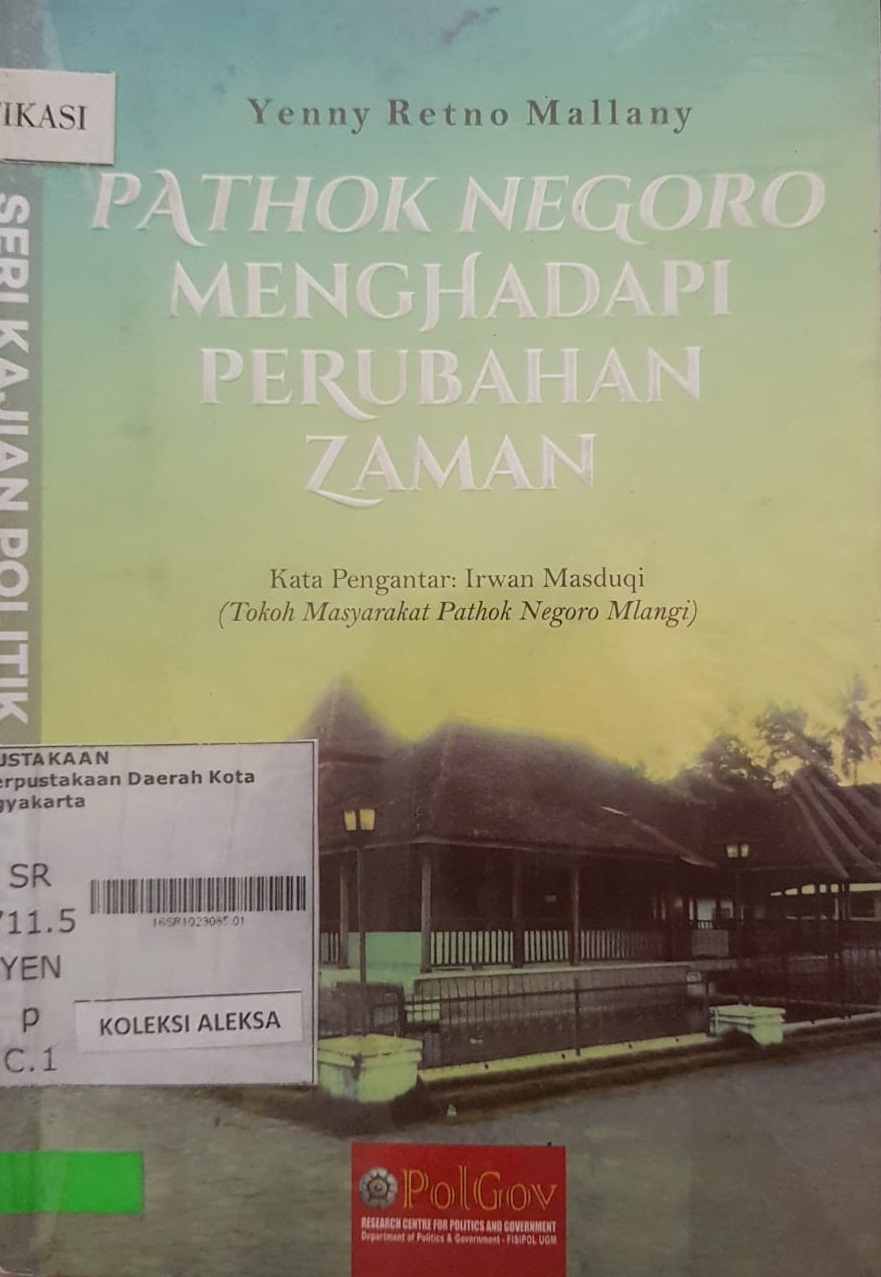 IKASI
Yenny Retno Mallany
PATHOK NEGORO
MENGHADAPI
PERUBAHAN
ZAMAN
SERI KAJIAN POLITIK
Kata Pengantar: Irwan Masduqi
(Tokoh Masyarakat Pathok Negoro Mlangi)
USTAKAAN
erpustakaan Daerah Kota
gyakarta
SR
711.5
YEN
p
C.1
KOLEKSI ALEKSA
PolGov
RESEARCH CENTRE FOR POLITICS AND GOVERNMENT
Department of Politics & Government - FISIPOL UGM